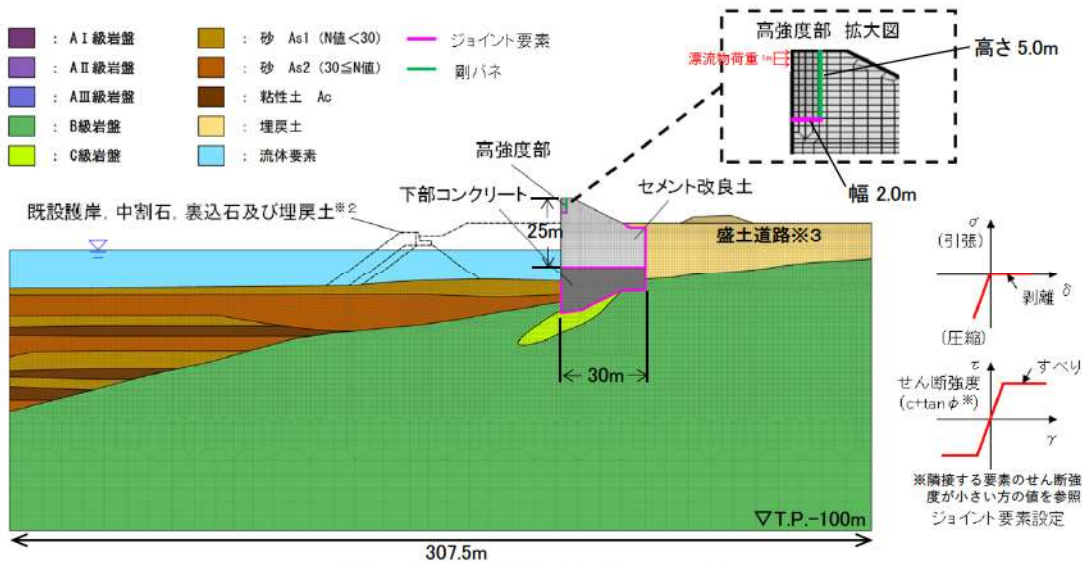 ： AⅠ級岩盤
： AⅡ級岩盤
： AⅢ級岩盤
： B級岩盤
： C級岩盤
： 砂 As1 (N値＜30)
： 砂 As2 (30≦N値)
： 粘性土 Ac
： 埋戻土
： 流体要素
ジョイント要素
剛バネ
高強度部 拡大図
漂流物荷重 1m
高さ 5.0m
幅 2.0m
高強度部
下部コンクリート
セメント改良土
既設護岸, 中割石, 裏込石及び埋戻土※2
25m
盛土道路※3
30m
▽T.P.-100m
307.5m
σ
(引張)
δ
剥離
(圧縮)
τ
すべり
せん断強度
(c+tanφ※)
γ
※隣接する要素のせん断強
度が小さい方の値を参照
ジョイント要素設定